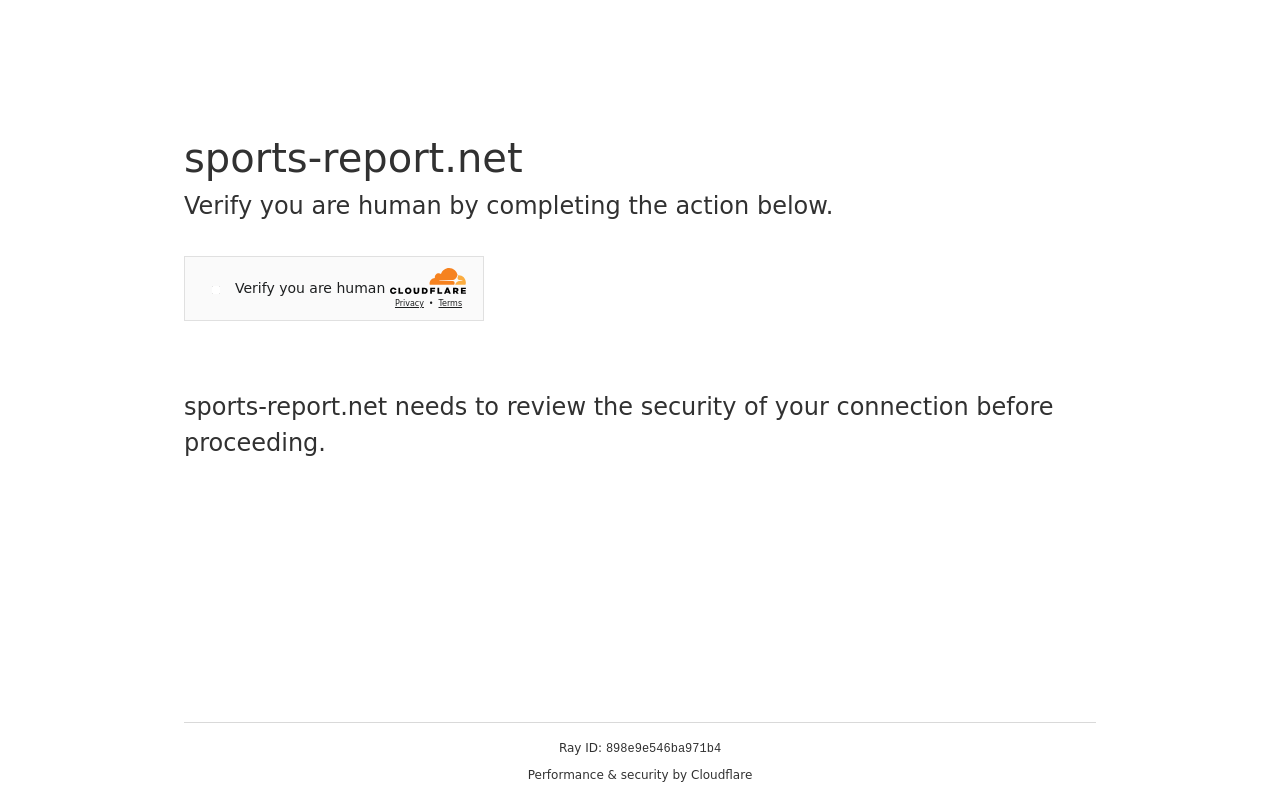 sports-report.net
Verify you are human by completing the action below.
Verify you are human
CLOUDFLARE
Privacy • Terms
sports-report.net needs to review the security of your connection before
proceeding.
Ray ID: 898e9e546ba971b4
Performance & security by Cloudflare